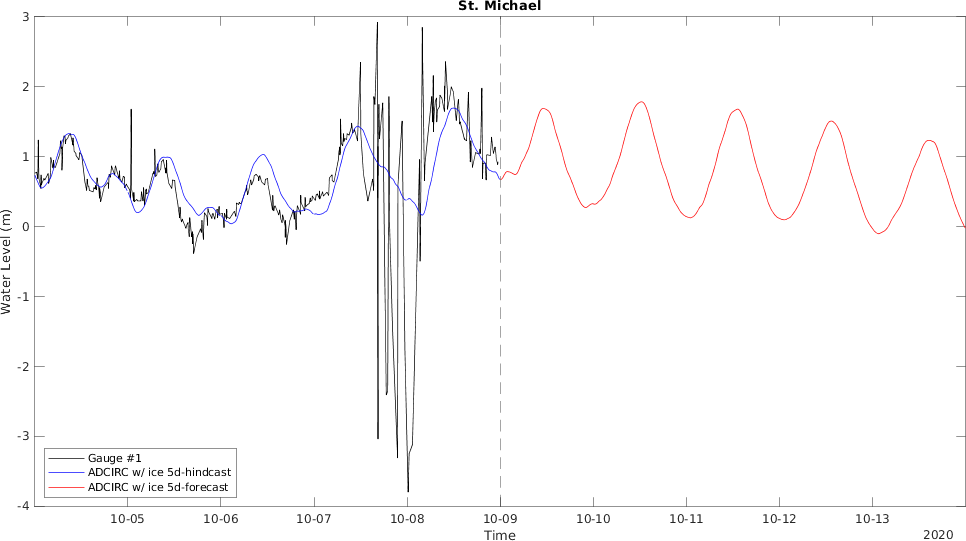 St. Michael
3
2
1
0
-1
-2
-3
-4
Water Level (m)
Gauge #1
ADCIRC w/ ice 5d-hindcast
ADCIRC w/ ice 5d-forecast
10-05 10-06 10-07 10-08 10-09 10-10 10-11 10-12 10-13
Time
2020